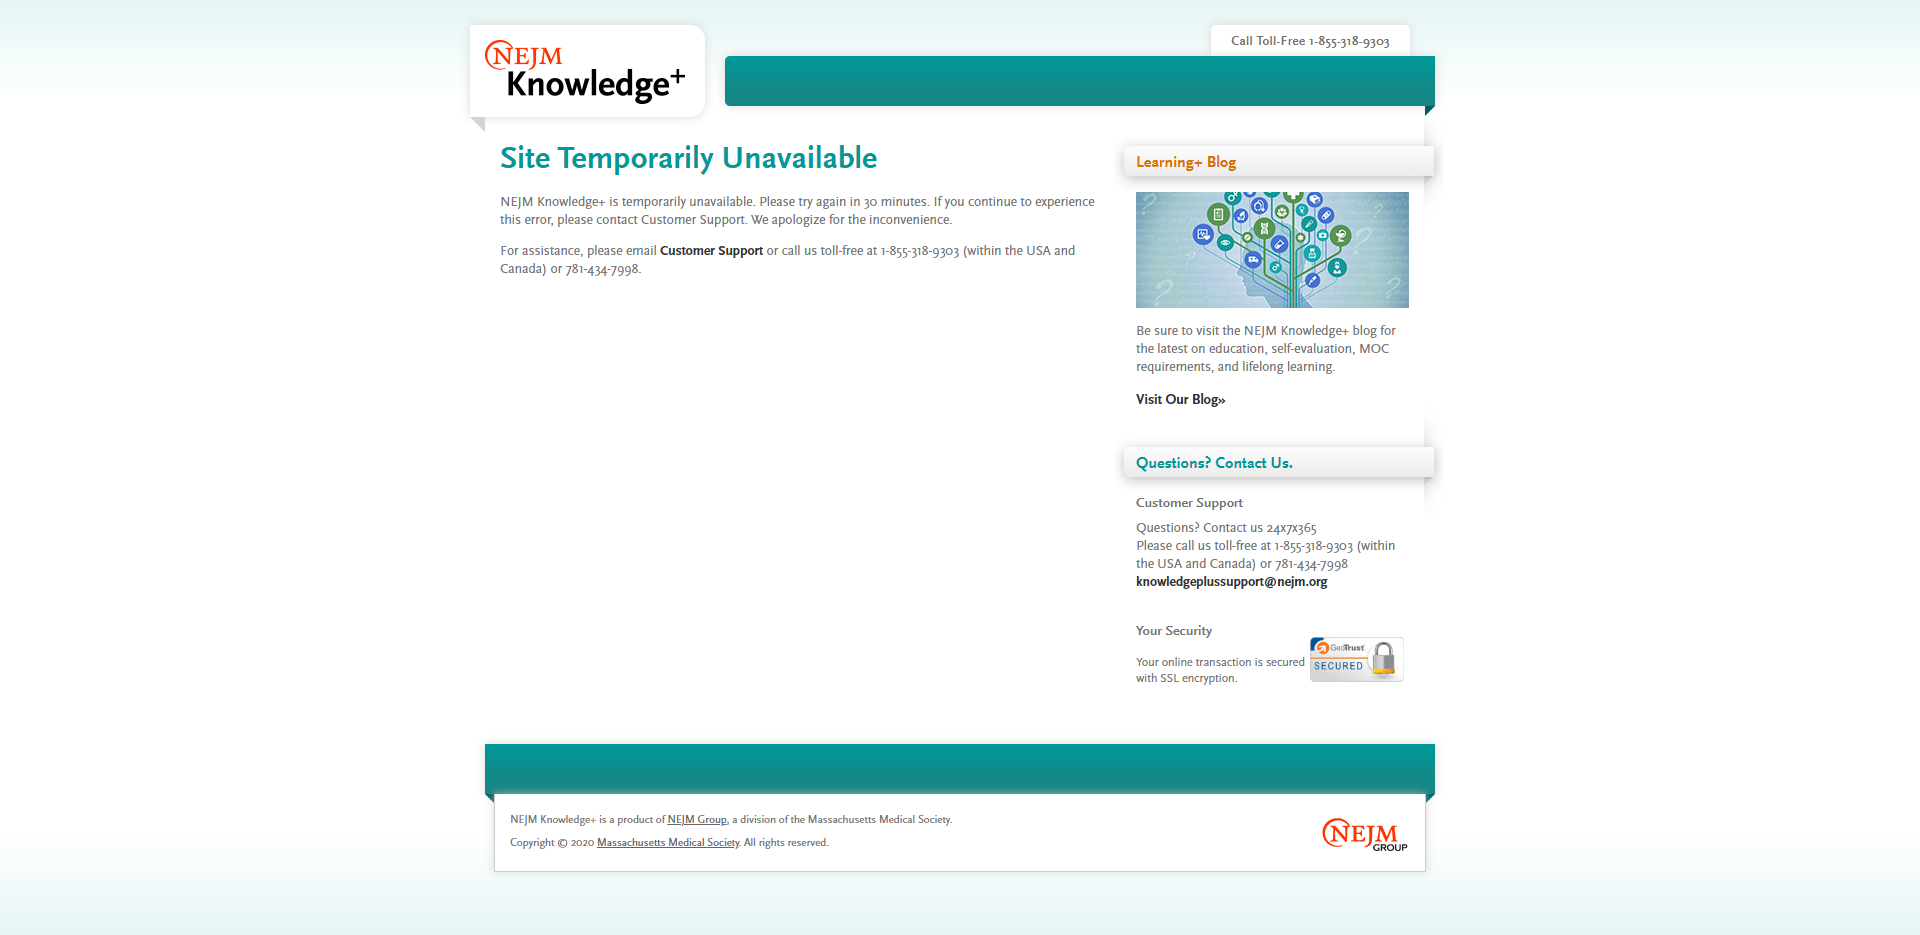 NEJM
Knowledge+
Call Toll-Free 1-855-318-9303
Site Temporarily Unavailable
NEJM Knowledge+ is temporarily unavailable. Please try again in 30 minutes. If you continue to experience
this error, please contact Customer Support. We apologize for the inconvenience.
For assistance, please email Customer Support or call us toll-free at 1-855-318-9303 (within the USA and
Canada) or 781-434-7998.
Learning+ Blog
Be sure to visit the NEJM Knowledge+ blog for
the latest on education, self-evaluation, MOC
requirements, and lifelong learning.
Visit Our Blog»
Questions? Contact Us.
Customer Support
Questions? Contact us 24x7x365
Please call us toll-free at 1-855-318-9303 (within
the USA and Canada) or 781-434-7998
knowledgeplussupport@nejm.org
Your Security
Your online transaction is secured
with SSL encryption.
GeoTrust
SECURED
NEJM Knowledge+ is a product of NEJM Group, a division of the Massachusetts Medical Society.
Copyright © 2020 Massachusetts Medical Society. All rights reserved.
NEJM
GROUP